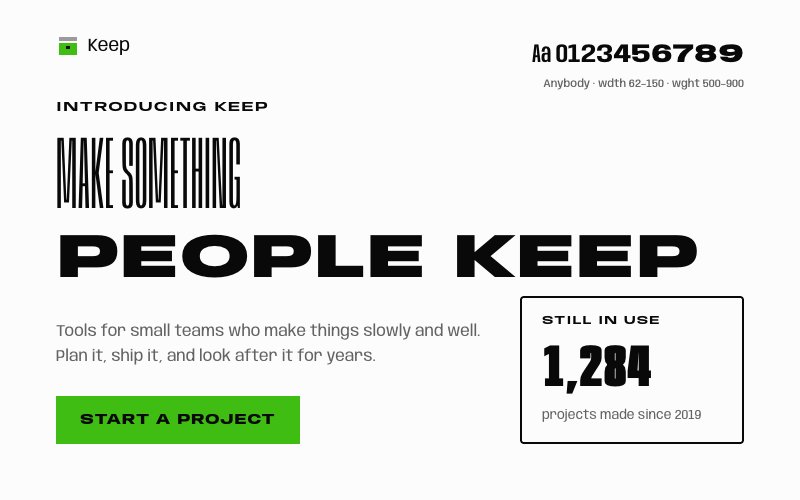 Keep
Aa 0123456789
Anybody · wdth 62–150 · wght 500–900
INTRODUCING KEEP
MAKE SOMETHING
PEOPLE KEEP
Tools for small teams who make things slowly and well.
Plan it, ship it, and look after it for years.
START A PROJECT
STILL IN USE
1,284
projects made since 2019